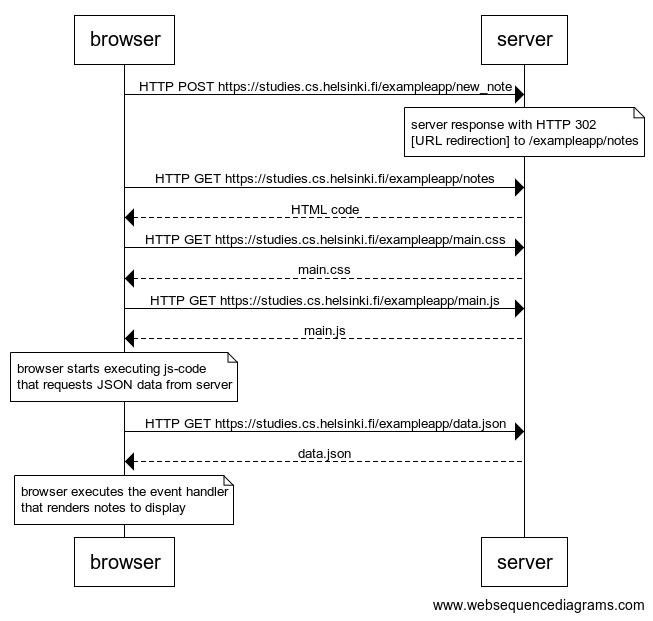 browser
server
HTTP POST https://studies.cs.helsinki.fi/exampleapp/new_note
server response with HTTP 302
[URL redirection] to /exampleapp/notes
HTTP GET https://studies.cs.helsinki.fi/exampleapp/notes
HTML code
HTTP GET https://studies.cs.helsinki.fi/exampleapp/main.css
main.css
HTTP GET https://studies.cs.helsinki.fi/exampleapp/main.js
main.js
browser starts executing js-code
that requests JSON data from server
HTTP GET https://studies.cs.helsinki.fi/exampleapp/data.json
data.json
browser executes the event handler
that renders notes to display
browser
server
www.websequencediagrams.com